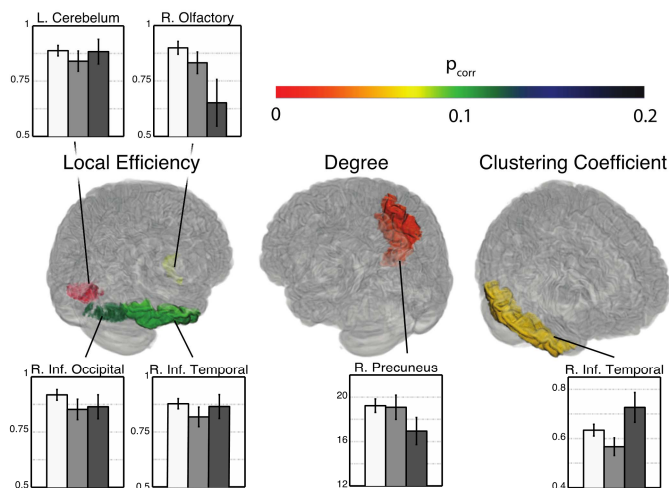 L. Cerebelum R. Olfactory
1 1
0.75 0.75
0.5 0.5
p corr
0 0.1 0.2
Local Efficiency Degree Clustering Coefficient
R. Inf. Occipital R. Inf. Temporal R. Precuneus R. Inf. Temporal
1 1 20 0.8
0.75 0.75 18 0.6
16
14
0.5 0.5 12 0.4